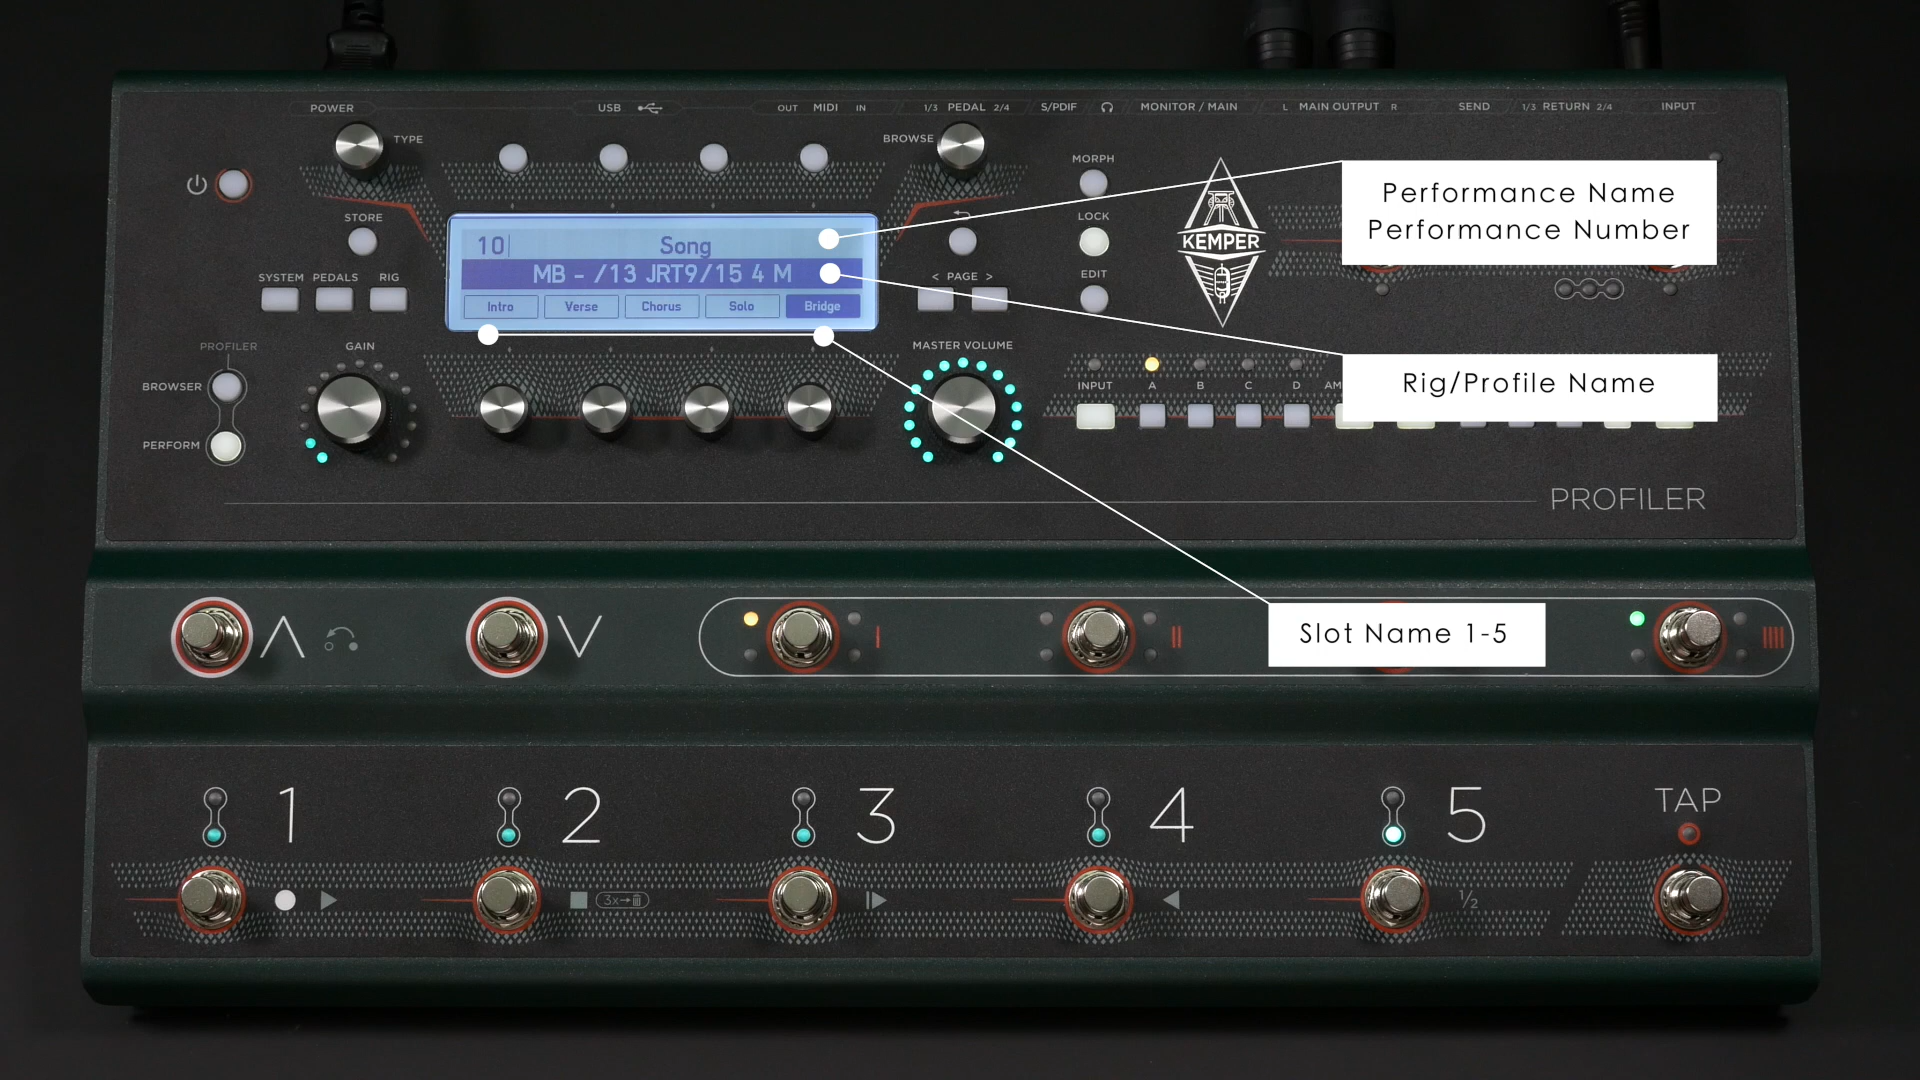 POWER
USB
OUT MIDI IN
1/3 PEDAL 2/4
S/PDIF
MONITOR / MAIN
L MAIN OUTPUT R
SEND
1/3 RETURN 2/4
INPUT
TYPE
BROWSE
MORPH
STORE
LOCK
SYSTEM
PEDALS
RIG
< PAGE >
EDIT
KEMPER
10
Song
MB - /13 JRT9/15 4 M
Intro
Verse
Chorus
Solo
Bridge
Performance Name
Performance Number
Rig/Profile Name
PROFILER
BROWSER
PERFORM
GAIN
MASTER VOLUME
INPUT
A
B
C
D
AM
PROFILER
Slot Name 1-5
I
II
IIII
1
2
3
4
5
TAP
3x→
1/2